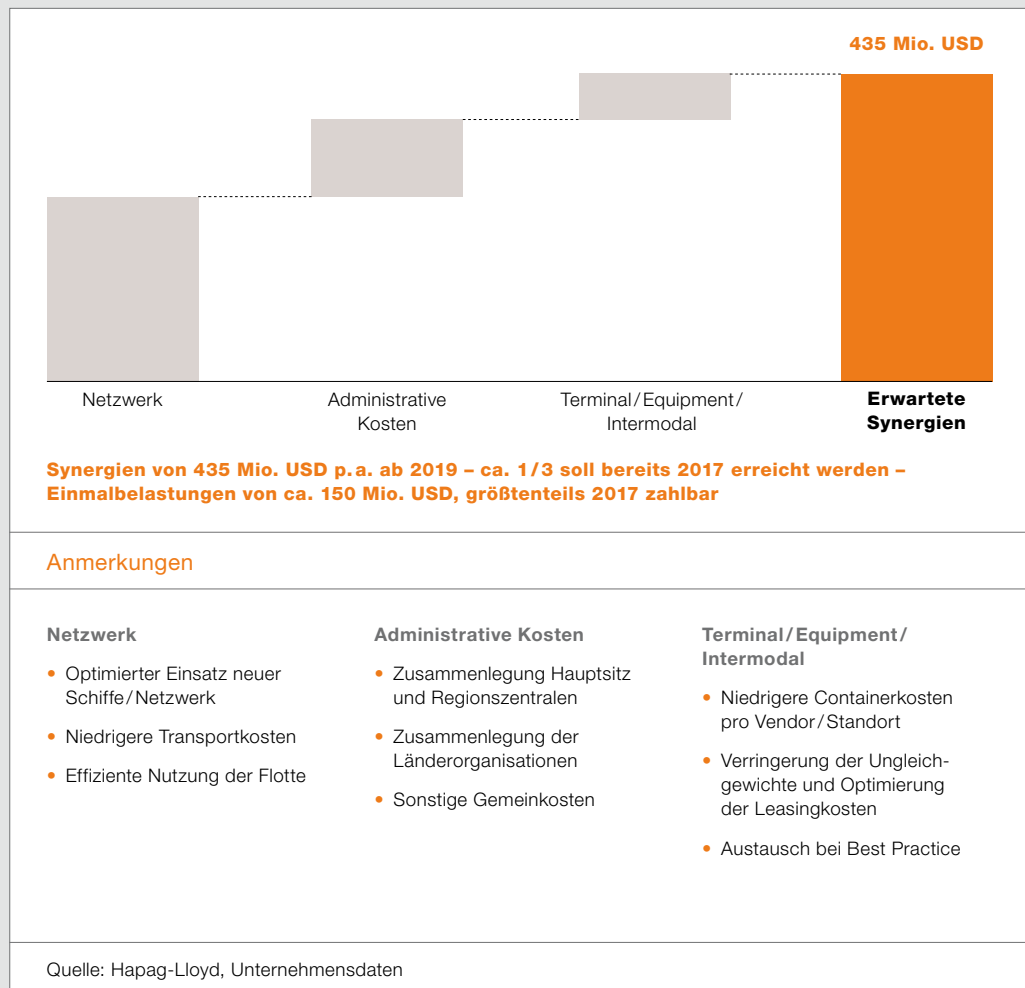 435 Mio. USD
Netzwerk
Administrative
Kosten
Terminal/Equipment/
Intermodal
Erwartete
Synergien
Synergien von 435 Mio. USD p.a. ab 2019 – ca. 1/3 soll bereits 2017 erreicht werden –
Einmalbelastungen von ca. 150 Mio. USD, größtenteils 2017 zahlbar
Anmerkungen
Netzwerk
• Optimierter Einsatz neuer
Schiffe/Netzwerk
• Niedrigere Transportkosten
• Effiziente Nutzung der Flotte
Administrative Kosten
• Zusammenlegung Hauptsitz
und Regionszentralen
• Zusammenlegung der
Länderorganisationen
• Sonstige Gemeinkosten
Terminal/Equipment/
Intermodal
• Niedrigere Containerkosten
pro Vendor/Standort
• Verringerung der Ungleich-
gewichte und Optimierung
der Leasingkosten
• Austausch bei Best Practice
Quelle: Hapag-Lloyd, Unternehmensdaten